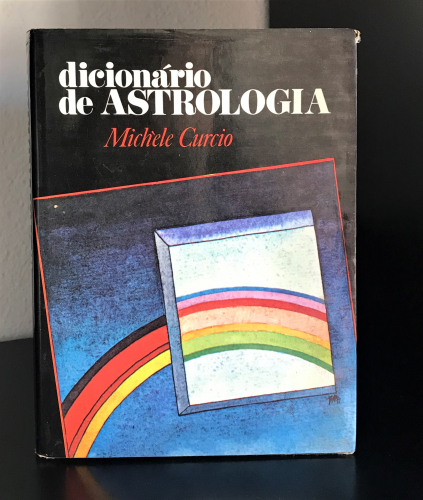 dicionário
de ASTROLOGIA
Michele Curcio